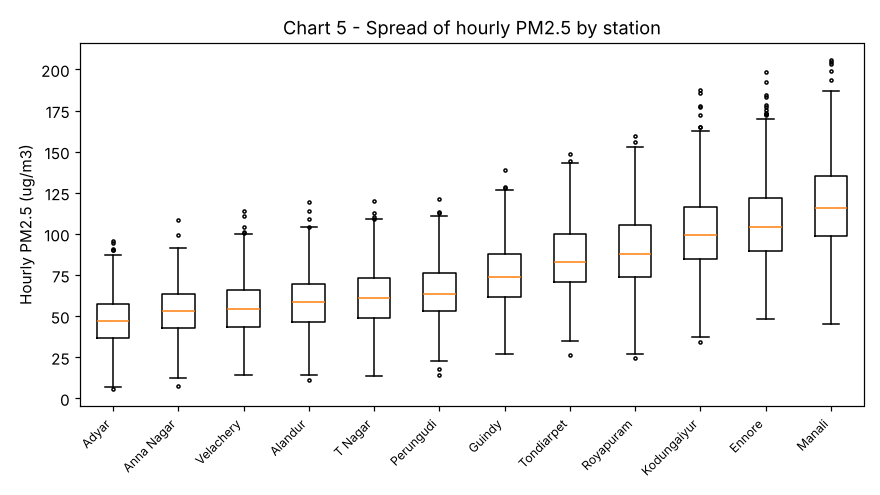 Chart 5 - Spread of hourly PM2.5 by station
Hourly PM2.5 (ug/m3)
200
175
150
125
100
75
50
25
0
Adyar
Anna Nagar
Velachery
Alandur
T Nagar
Perungudi
Guindy
Tondiarpet
Royapuram
Kodungaiyur
Ennore
Manali